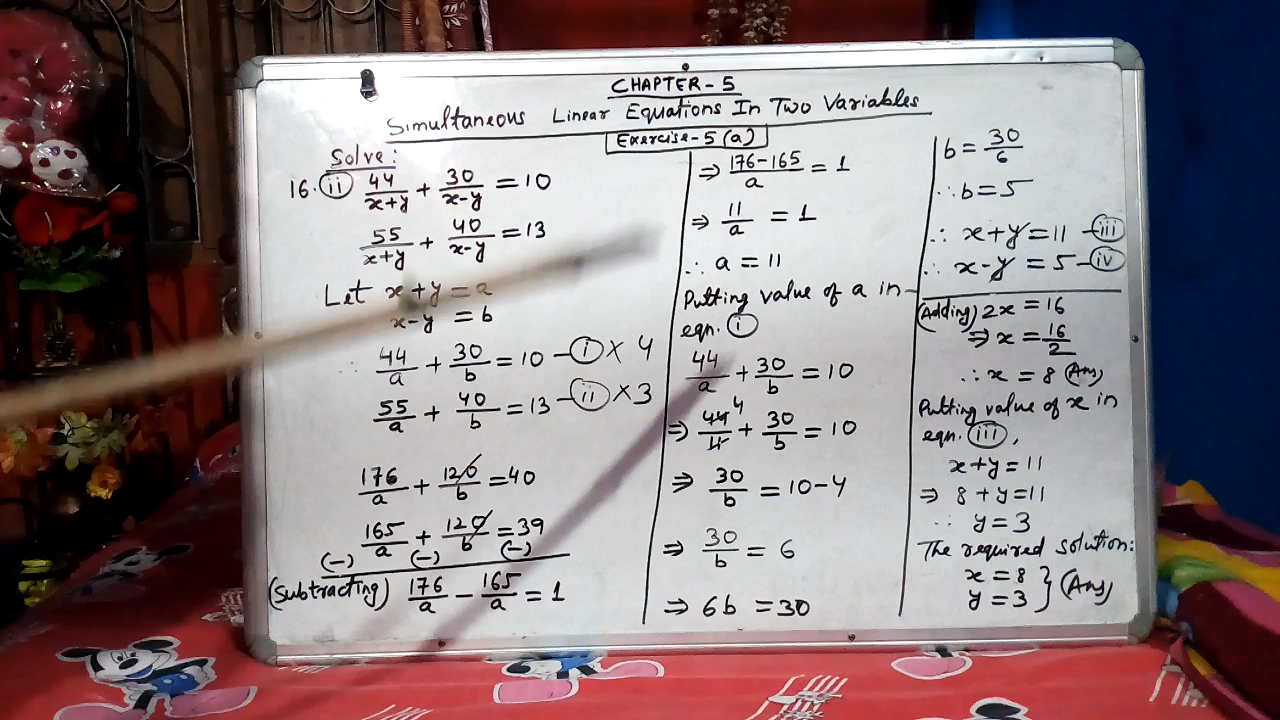 CHAPTER-5
Simultaneous Linear Equations In Two Variables
Exercise-5(a)
Solve:
16. (ii) 44/(x+y) + 30/(x-y) = 10
55/(x+y) + 40/(x-y) = 13
Let x+y = a
x-y = b
∴ 44/a + 30/b = 10 - (i) × 4
55/a + 40/b = 13 - (ii) × 3
176/a + 120/b = 40
165/a + 120/b = 39
(-) (-) (-)
(Subtracting) 176/a - 165/a = 1
⇒ (176-165)/a = 1
⇒ 11/a = 1
∴ a = 11
Putting value of a in
eqn. (i)
44/a + 30/b = 10
⇒ 44/11 4 + 30/b = 10
⇒ 30/b = 10-4
⇒ 30/b = 6
⇒ 6b = 30
b = 30/6
∴ b = 5
∴ x+y = 11 - (iii)
∴ x-y = 5 - (iv)
(Adding) 2x = 16
⇒ x = 16/2
∴ x = 8 (Ans)
Putting value of x in
eqn. (iii),
x+y = 11
⇒ 8+y = 11
∴ y = 3
The required solution:
x = 8
y = 3 } (Ans)